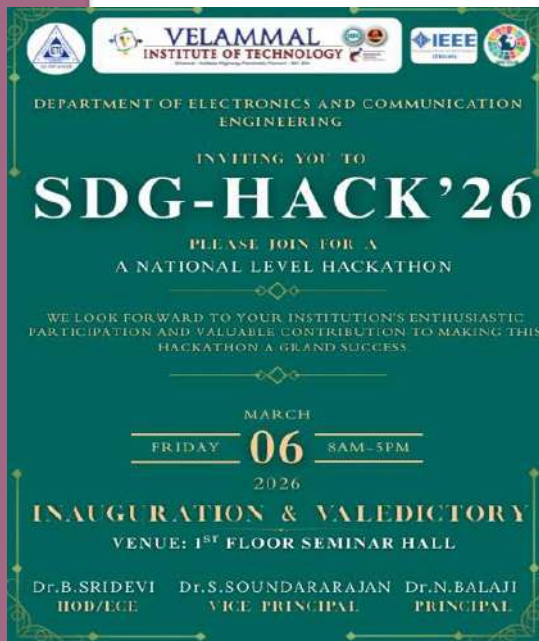 VELAMMAL
INSTITUTE OF TECHNOLOGY
IEEE
DEPARTMENT OF ELECTRONICS AND COMMUNICATION
ENGINEERING
INVITING YOU TO
SDG-HACK’26
PLEASE JOIN FOR A
A NATIONAL LEVEL HACKATHON
WE LOOK FORWARD TO YOUR INSTITUTION'S ENTHUSIASTIC
PARTICIPATION AND VALUABLE CONTRIBUTION TO MAKING THIS
HACKATHON A GRAND SUCCESS.
MARCH
FRIDAY 06 8AM-5PM
2026
INAUGURATION & VALEDICTORY
VENUE: 1ST FLOOR SEMINAR HALL
Dr.B.SRIDEVI Dr.S.SOUNDARARAJAN Dr.N.BALAJI
HOD/ECE VICE PRINCIPAL PRINCIPAL